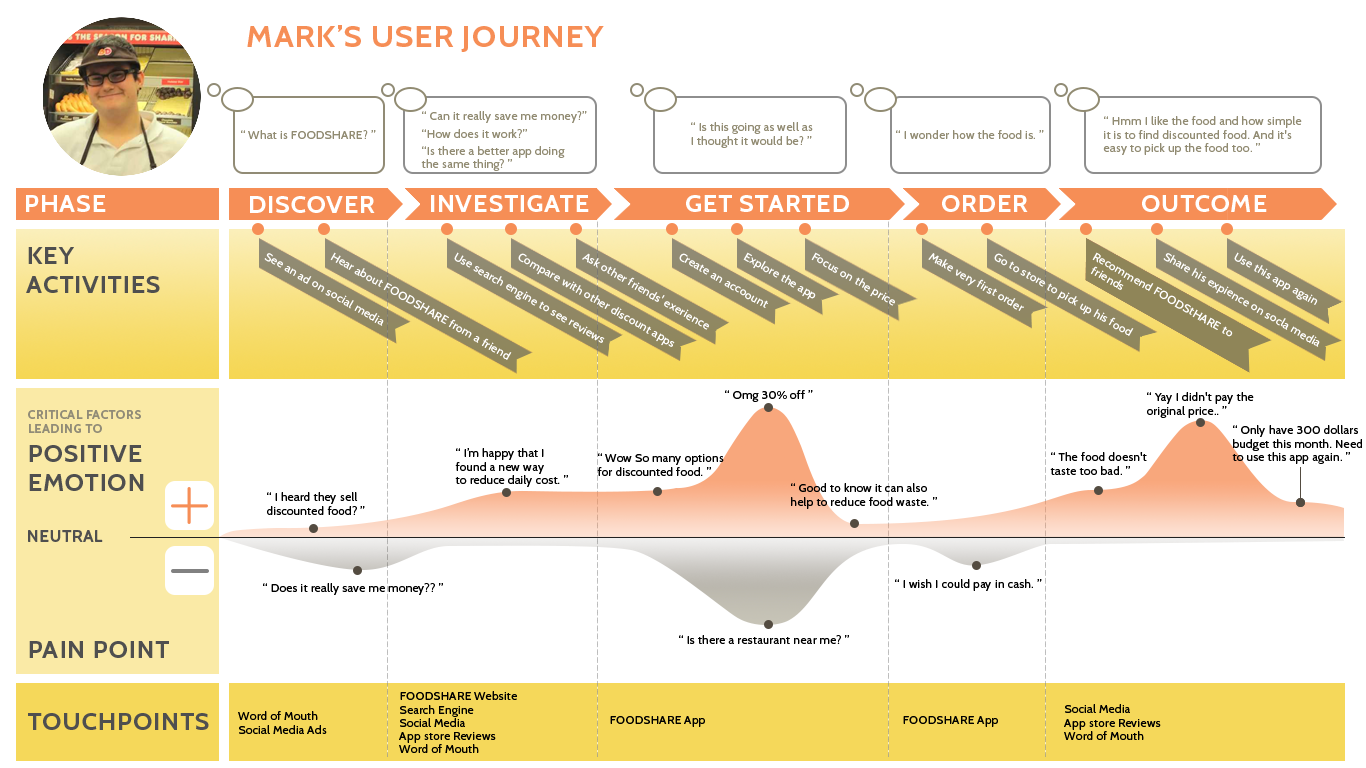 MARK'S USER JOURNEY
S THE SEASON FOR SHAR
“ What is FOODSHARE? ”
“ Can it really save me money?”
“How does it work?”
“Is there a better app doing
the same thing? ”
“ Is this going as well as
I thought it would be? ”
“ I wonder how the food is. ”
“ Hmm I like the food and how simple
it is to find discounted food. And it's
easy to pick up the food too. ”
PHASE
DISCOVER
INVESTIGATE
GET STARTED
ORDER
OUTCOME
KEY
ACTIVITIES
See an ad on social media
Hear about FOODSHARE from a friend
Use search engine to see reviews
Compare with other discount apps
Ask other friends' exerience
Create an account
Explore the app
Focus on the price
Make very first order
Go to store to pick up his food
Recommend FOODStHARE to
friends
Share his expience on socla media
Use this app again
CRITICAL FACTORS
LEADING TO
POSITIVE
EMOTION
NEUTRAL
PAIN POINT
“ I heard they sell
discounted food? ”
“ Does it really save me money?? ”
“ I'm happy that I
found a new way
to reduce daily cost. ”
“ Wow So many options
for discounted food. ”
“ Omg 30% off ”
“ Good to know it can also
help to reduce food waste. ”
“ Is there a restaurant near me? ”
“ I wish I could pay in cash. ”
“ The food doesn't
taste too bad. ”
“ Yay I didn't pay the
original price.. ”
“ Only have 300 dollars
budget this month. Need
to use this app again. ”
TOUCHPOINTS
Word of Mouth
Social Media Ads
FOODSHARE Website
Search Engine
Social Media
App store Reviews
Word of Mouth
FOODSHARE App
FOODSHARE App
Social Media
App store Reviews
Word of Mouth